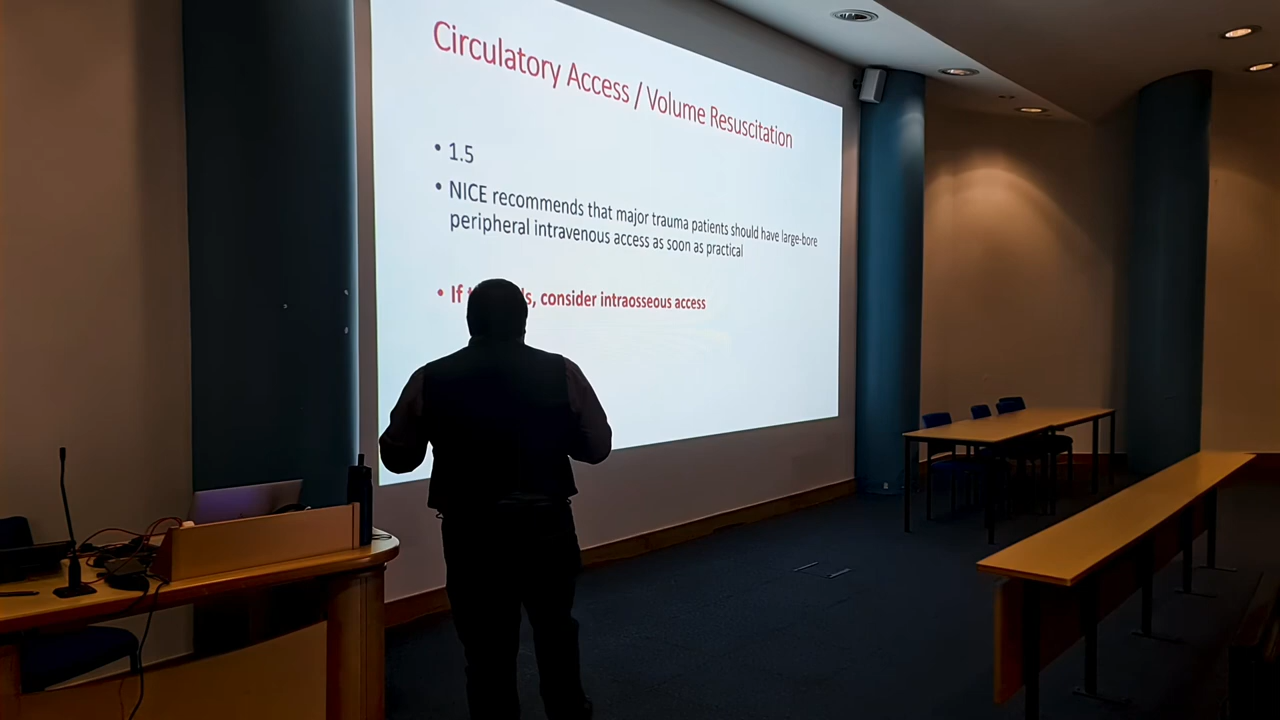 Circulatory Access / Volume Resuscitation
• 1.5
• NICE recommends that major trauma patients should have large-bore
peripheral intravenous access as soon as practical
• If , consider intraosseous access